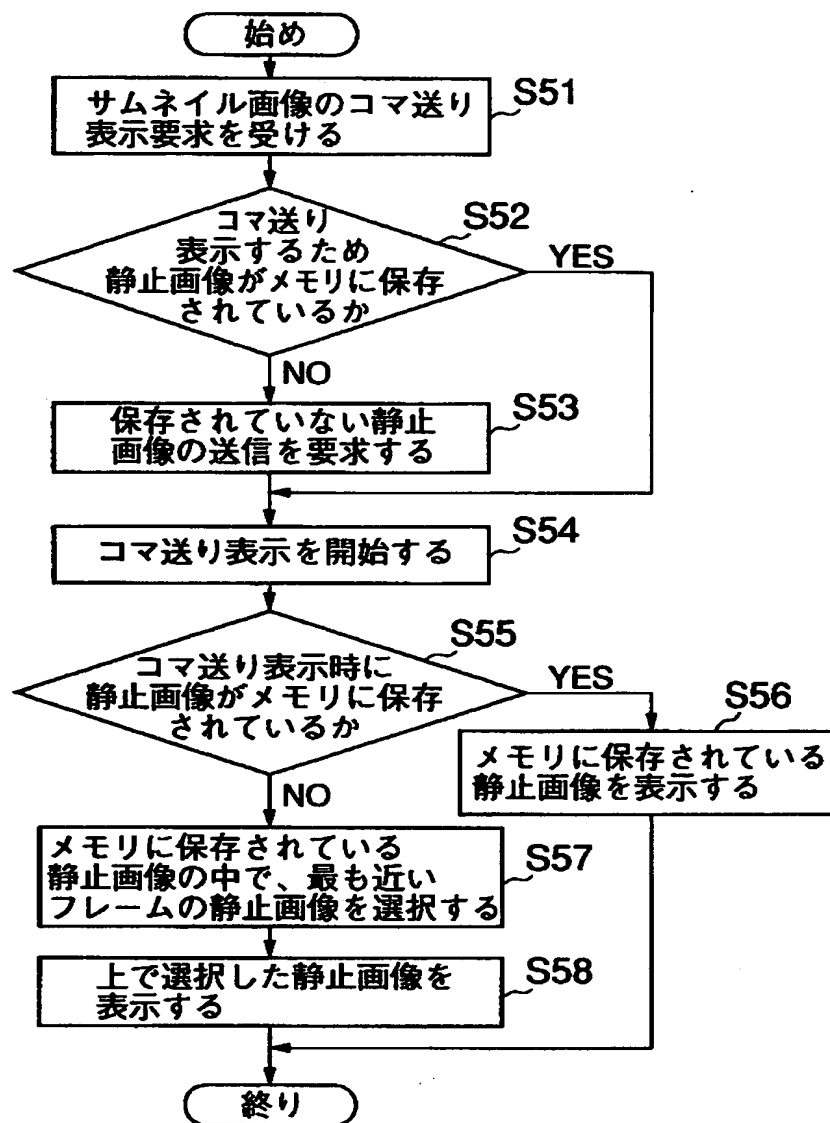 始め
サムネイル画像のコマ送り
表示要求を受ける
S51
コマ送り
表示するため
静止画像がメモリに保存
されているか
S52
YES
NO
保存されていない静止
画像の送信を要求する
S53
コマ送り表示を開始する
S54
コマ送り表示時に
静止画像がメモリに保存
されているか
S55
YES
メモリに保存されている
静止画像を表示する
S56
NO
メモリに保存されている
静止画像の中で、最も近い
フレームの静止画像を選択する
S57
上で選択した静止画像を
表示する
S58
終り